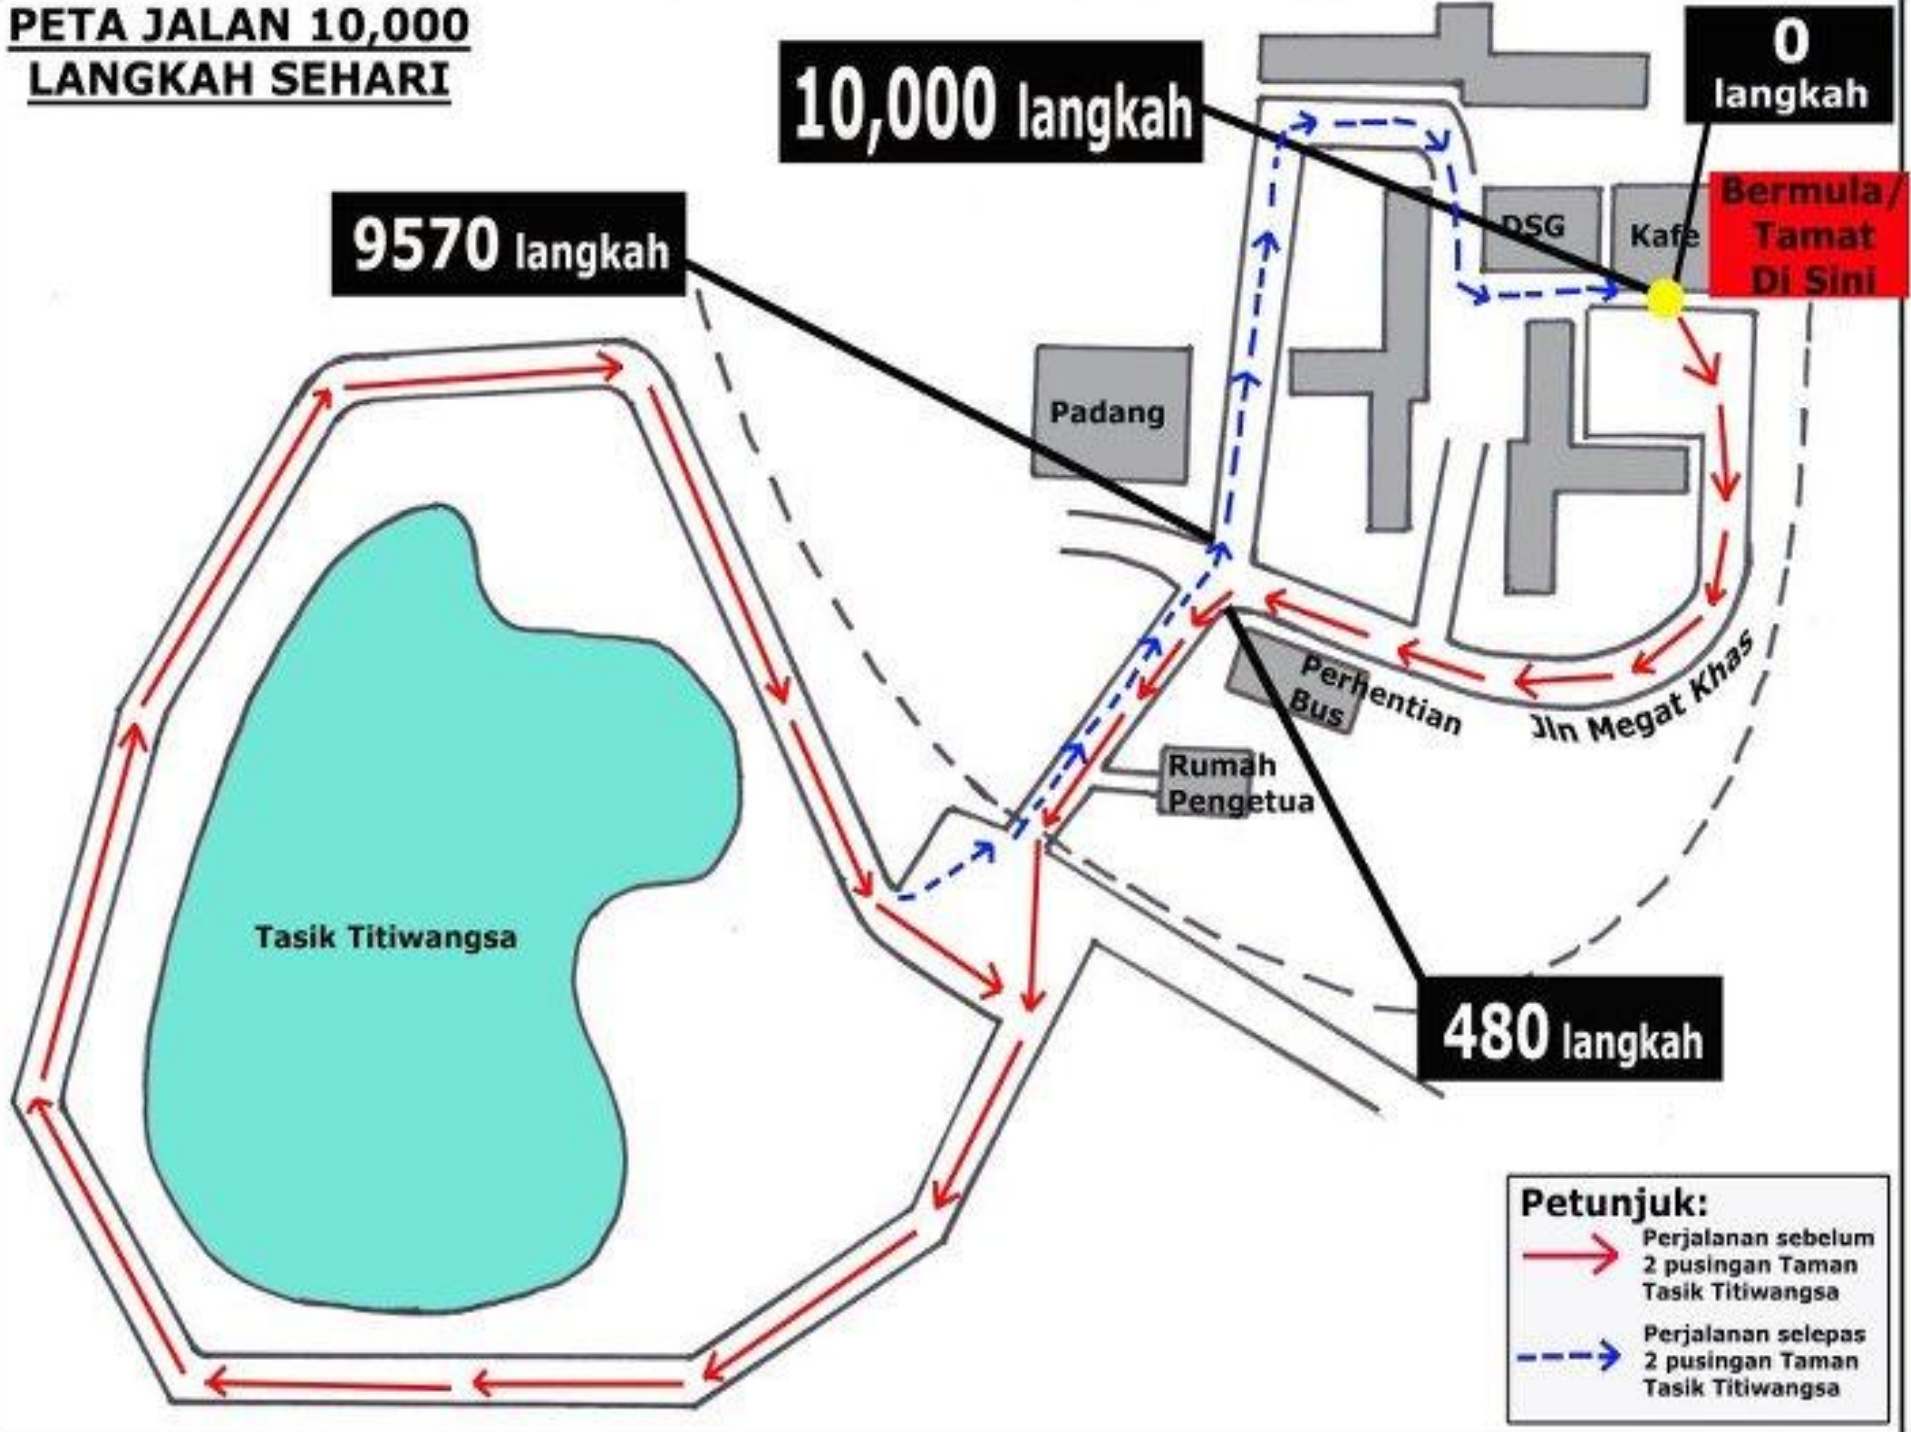 PETA JALAN 10,000
LANGKAH SEHARI
10,000 langkah
0
langkah
9570 langkah
DSG
Kafe
Bermula/
Tamat
Di Sini
Padang
Perhentian
Bus
Jln Megat Khas
Rumah
Pengetua
Tasik Titiwangsa
480 langkah
Petunjuk:
Perjalanan sebelum
2 pusingan Taman
Tasik Titiwangsa
Perjalanan selepas
2 pusingan Taman
Tasik Titiwangsa